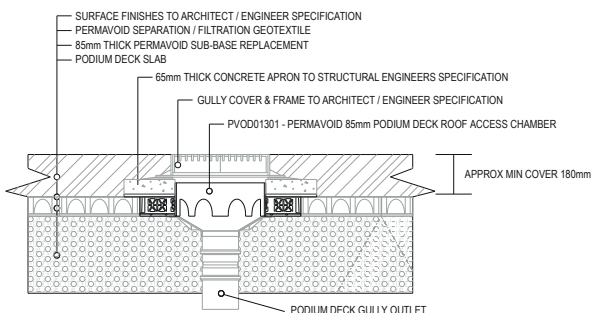 SURFACE FINISHES TO ARCHITECT / ENGINEER SPECIFICATION
PERMAVOID SEPARATION / FILTRATION GEOTEXTILE
85mm THICK PERMAVOID SUB-BASE REPLACEMENT
PODIUM DECK SLAB
65mm THICK CONCRETE APRON TO STRUCTURAL ENGINEERS SPECIFICATION
GULLY COVER & FRAME TO ARCHITECT / ENGINEER SPECIFICATION
PVOD01301 - PERMAVOID 85mm PODIUM DECK ROOF ACCESS CHAMBER
APPROX MIN COVER 180mm
PODIUM DECK GULLY OUTLET